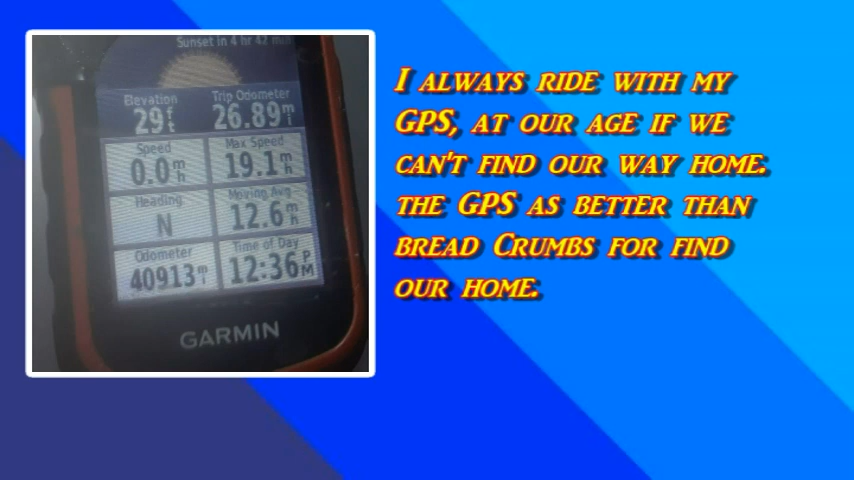 Sunset in 4 hr 42 min
Elevation Trip Odometer
29ft 26.89mi
Speed Max Speed
0.0mh 19.1mh
Heading Moving Avg
N 12.6mh
Odometer Time of Day
40913mi 12:36PM
GARMIN
I ALWAYS RIDE WITH MY
GPS, AT OUR AGE IF WE
CAN'T FIND OUR WAY HOME.
THE GPS AS BETTER THAN
BREAD CRUMBS FOR FIND
OUR HOME.